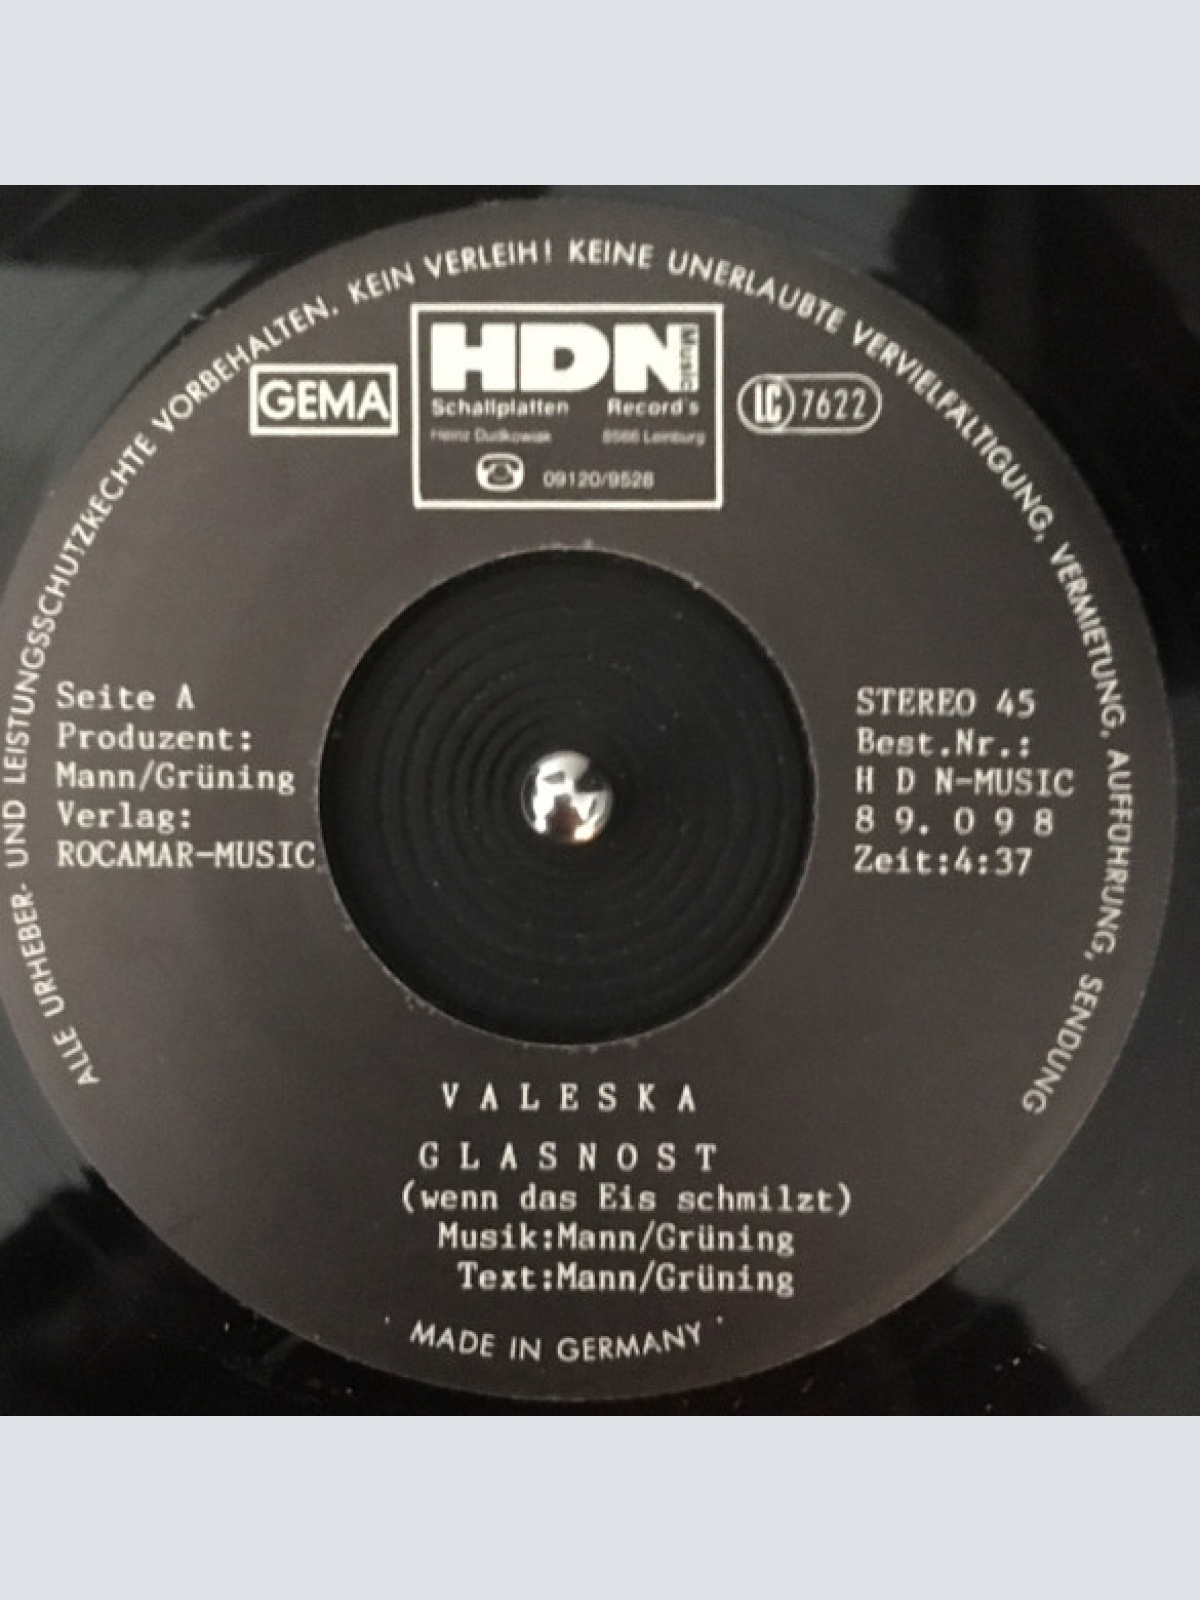 ALLE URHEBER- UND LEISTUNGSSCHUTZRECHTE VORBEHALTEN. KEIN VERLEIH! KEINE UNERLAUBTE VERVIELFÄLTIGUNG, VERMIETUNG, AUFFÜHRUNG, SENDUNG
GEMA
HDN Music
Schallplatten Record's
Heinz Dudkowiak 8566 Leinburg
09120/9528
LC 7622
Seite A
Produzent:
Mann/Grüning
Verlag:
ROCAMAR-MUSIC
STEREO 45
Best.Nr.:
H D N-MUSIC
8 9. 0 9 8
Zeit:4:37
V A L E S K A
G L A S N O S T
(wenn das Eis schmilzt)
Musik:Mann/Grüning
Text:Mann/Grüning
' MADE IN GERMANY '